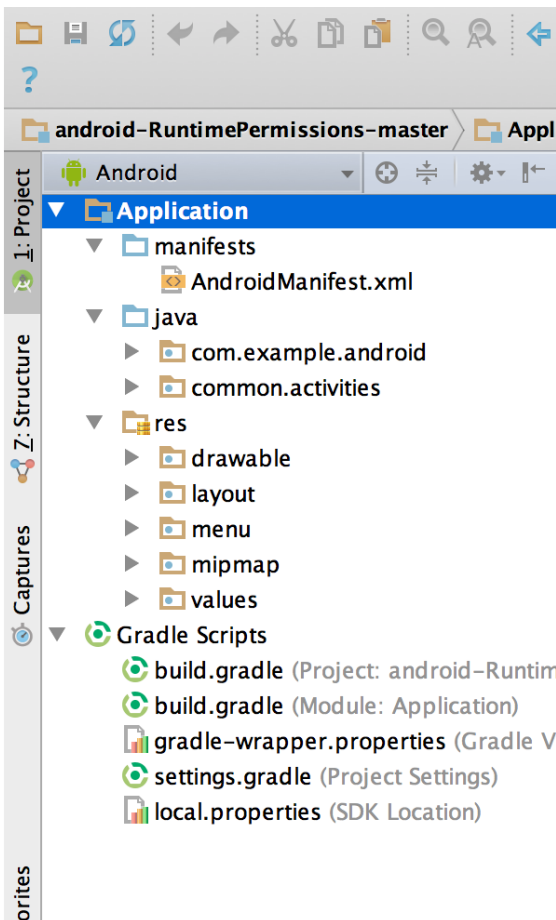 ?
android-RuntimePermissions-master
Appl
Android
1: Project
Application
manifests
AndroidManifest.xml
java
com.example.android
common.activities
7: Structure
res
drawable
layout
menu
mipmap
values
Captures
Gradle Scripts
build.gradle (Project: android-Runtim
build.gradle (Module: Application)
gradle-wrapper.properties (Gradle V
settings.gradle (Project Settings)
local.properties (SDK Location)
orites